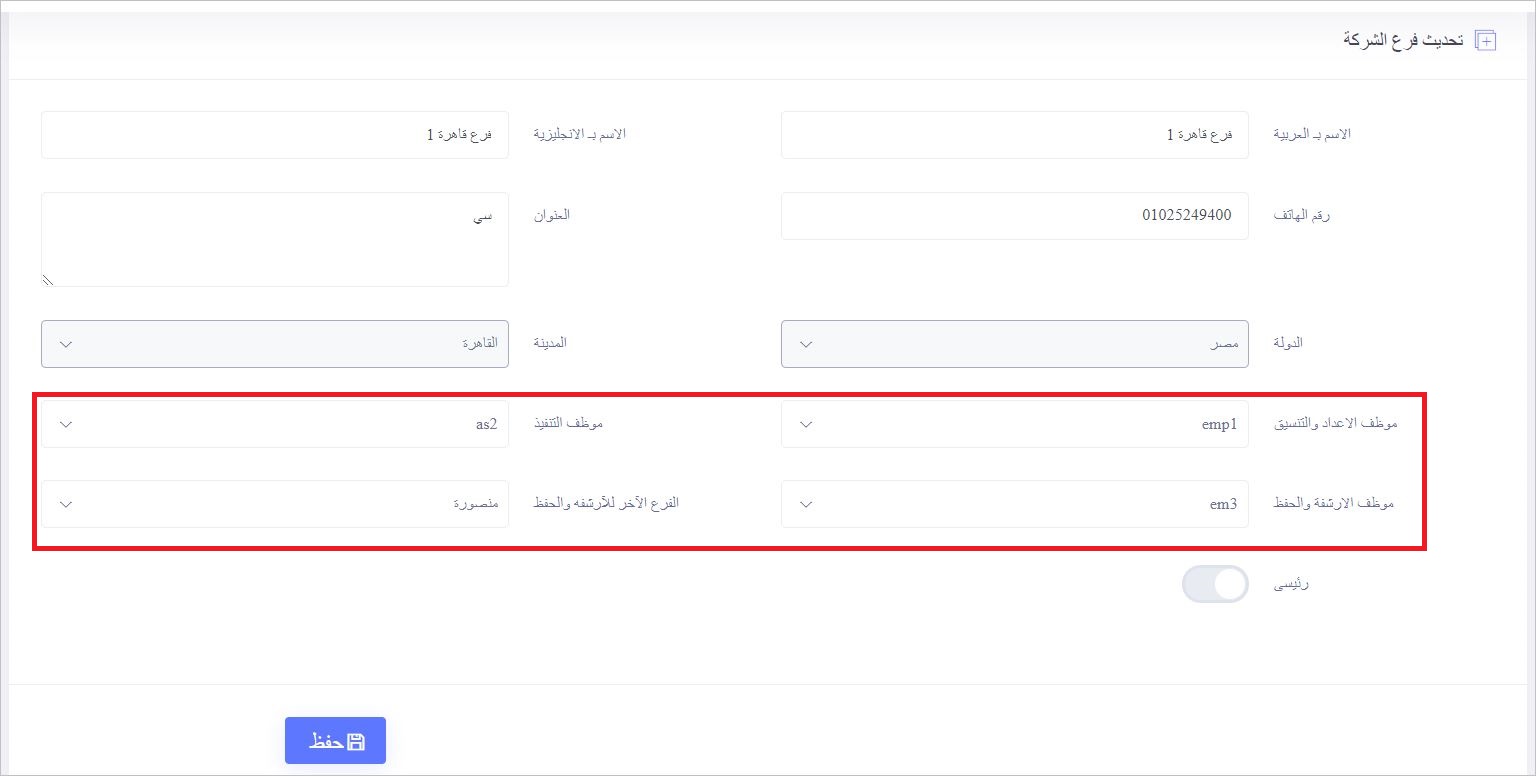 تحديث فرع الشركة
الاسم بـ العربية
فرع قاهرة 1
الاسم بـ الانجليزية
فرع قاهرة 1
رقم الهاتف
01025249400
العنوان
سي
الدولة
مصر
المدينة
القاهرة
موظف الاعداد والتنسيق
emp1
موظف التنفيذ
as2
موظف الارشفة والحفظ
em3
الفرع الآخر للآرشفه والحفظ
منصورة
رئيسى
حفظ